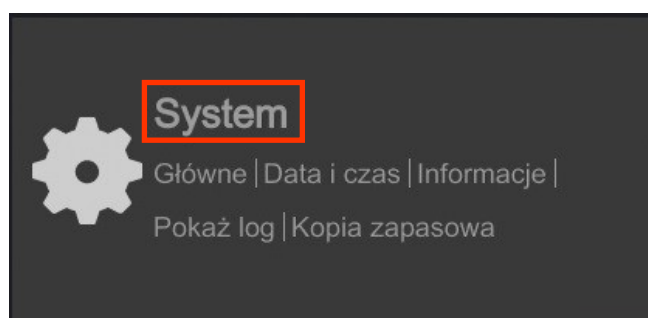 System
Główne | Data i czas | Informacje |
Pokaż log | Kopia zapasowa